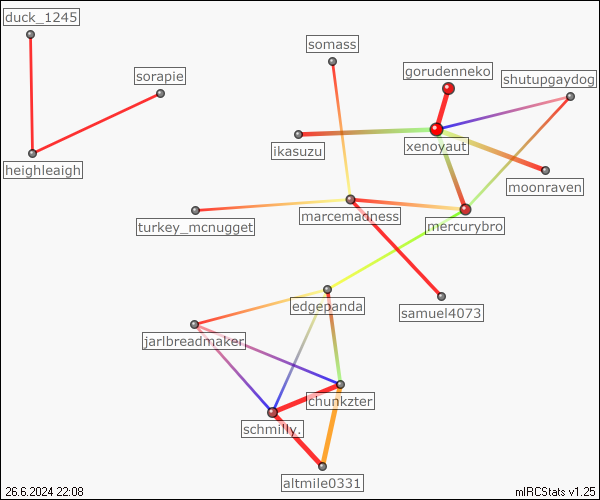 duck_1245
somass
gorudenneko
sorapie
shutupgaydog
ikasuzu
xenoyaut
heighleaigh
moonraven
marcemadness
turkey_mcnugget
mercurybro
edgepanda
samuel4073
jarlbreadmaker
chunkzter
schmilly.
altmile0331
26.6.2024 22:08
mIRCStats v1.25